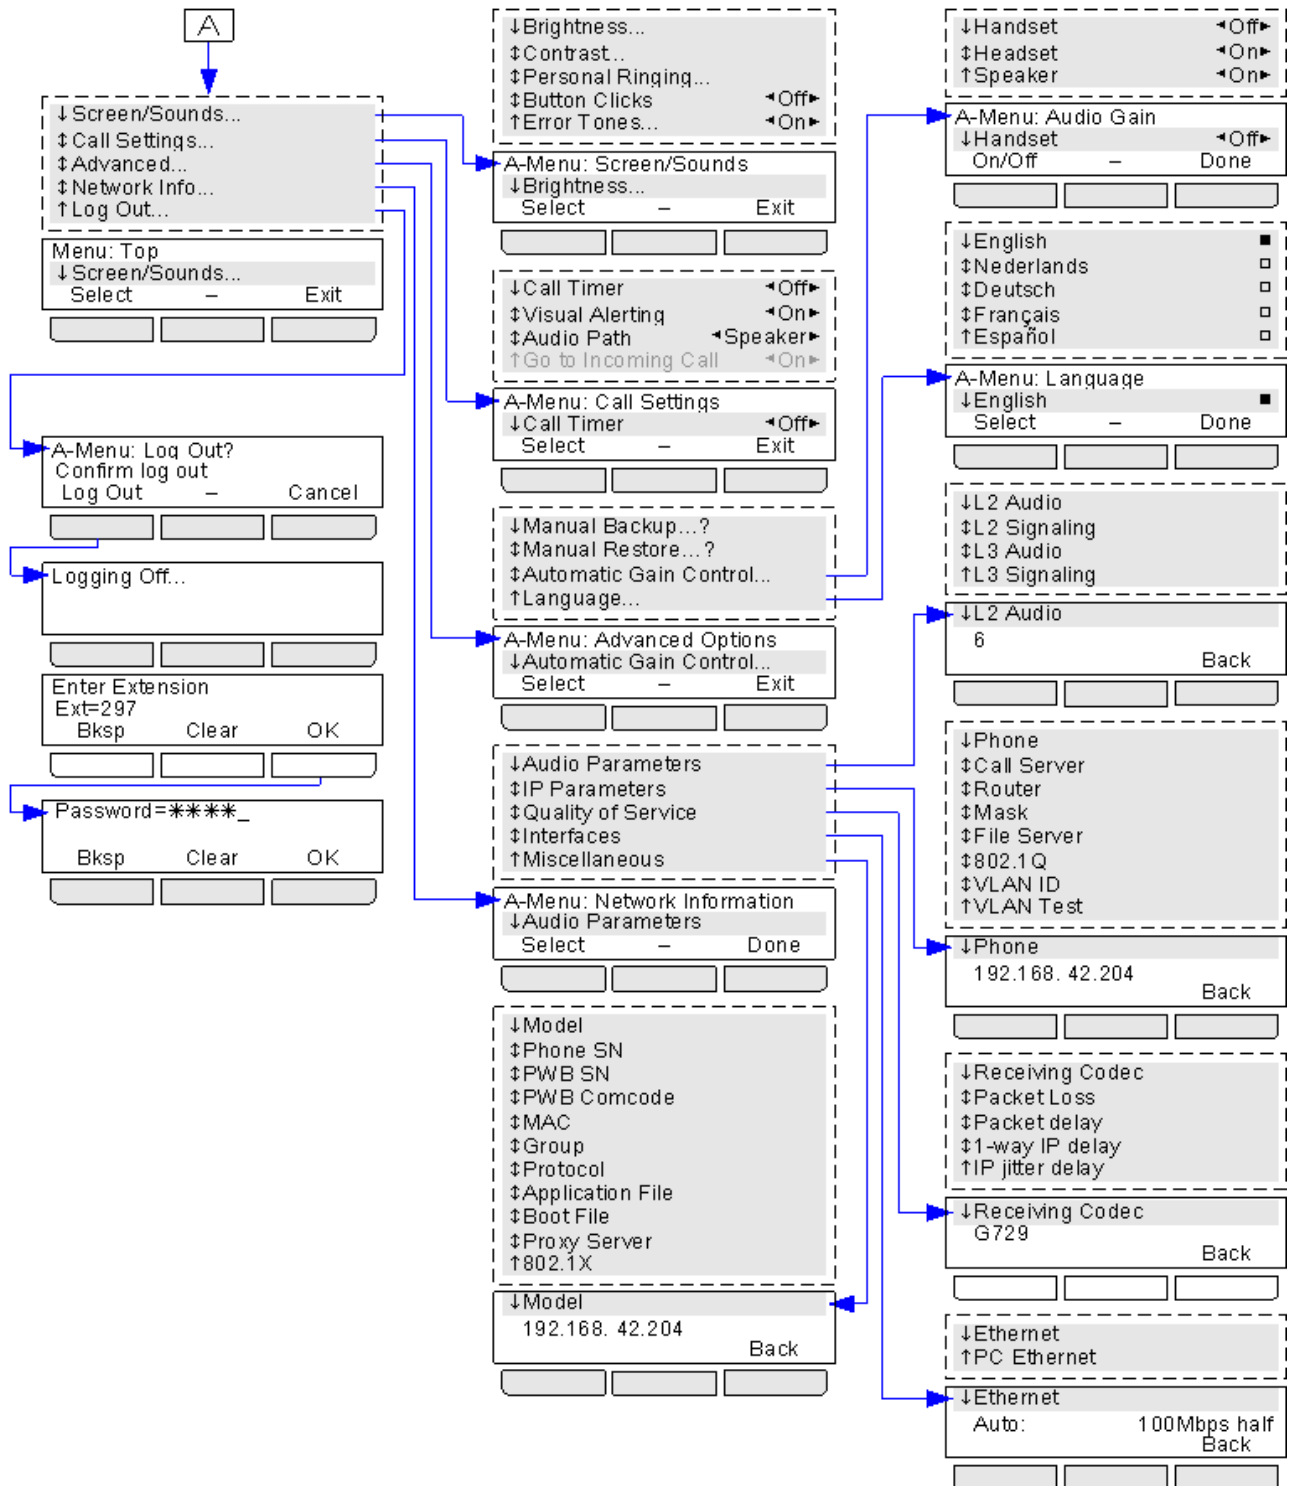 A
↓Screen/Sounds...
↕Call Settings...
↕Advanced...
↕Network Info...
↑Log Out...
Menu: Top
↓Screen/Sounds...
Select – Exit
A-Menu: Log Out?
Confirm log out
Log Out – Cancel
Logging Off...
Enter Extension
Ext=297
Bksp Clear OK
Password=****_
Bksp Clear OK
↓Brightness...
↕Contrast...
↕Personal Ringing...
↕Button Clicks ◄Off►
↑Error Tones... ◄On►
A-Menu: Screen/Sounds
↓Brightness...
Select – Exit
↓Call Timer ◄Off►
↕Visual Alerting ◄On►
↕Audio Path ◄Speaker►
↑Go to Incoming Call ◄On►
A-Menu: Call Settings
↓Call Timer ◄Off►
Select – Exit
↓Manual Backup...?
↕Manual Restore...?
↕Automatic Gain Control...
↑Language...
A-Menu: Advanced Options
↓Automatic Gain Control...
Select – Exit
↓Audio Parameters
↕IP Parameters
↕Quality of Service
↕Interfaces
↑Miscellaneous
A-Menu: Network Information
↓Audio Parameters
Select – Done
↓Model
↕Phone SN
↕PWB SN
↕PWB Comcode
↕MAC
↕Group
↕Protocol
↕Application File
↕Boot File
↕Proxy Server
↑802.1X
↓Model
192.168. 42.204
Back
↓Handset ◄Off►
↕Headset ◄On►
↑Speaker ◄On►
A-Menu: Audio Gain
↓Handset ◄Off►
On/Off – Done
↓English ■
↕Nederlands □
↕Deutsch □
↕Français □
↑Español □
A-Menu: Language
↓English ■
Select – Done
↓L2 Audio
↕L2 Signaling
↕L3 Audio
↑L3 Signaling
↓L2 Audio
6
Back
↓Phone
↕Call Server
↕Router
↕Mask
↕File Server
↕802.1Q
↕VLAN ID
↑VLAN Test
↓Phone
192.168. 42.204
Back
↓Receiving Codec
↕Packet Loss
↕Packet delay
↕1-way IP delay
↑IP jitter delay
↓Receiving Codec
G729
Back
↓Ethernet
↑PC Ethernet
↓Ethernet
Auto: 100Mbps half
Back